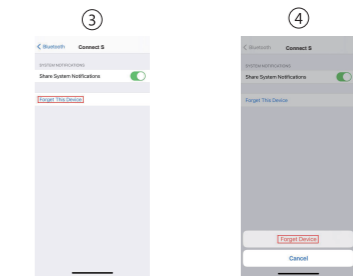 ③
Bluetooth Connect S
SYSTEM NOTIFICATIONS
Share System Notifications
Forget This Device
④
Bluetooth Connect S
SYSTEM NOTIFICATIONS
Share System Notifications
Forget This Device
Forget Device
Cancel